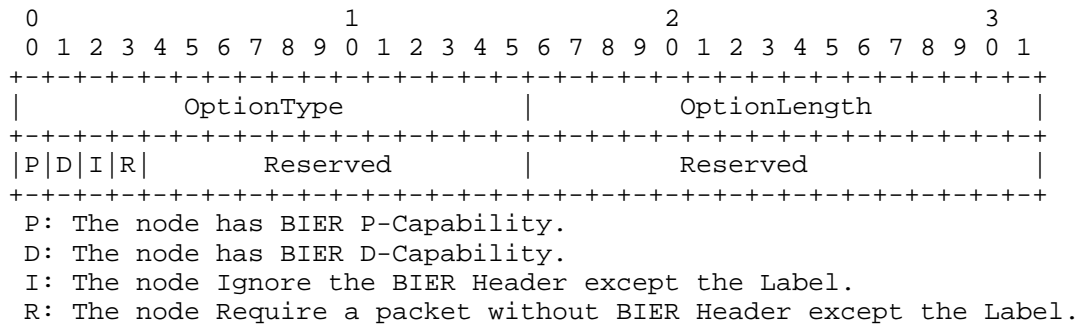 0                   1                   2                   3
 0 1 2 3 4 5 6 7 8 9 0 1 2 3 4 5 6 7 8 9 0 1 2 3 4 5 6 7 8 9 0 1
+-+-+-+-+-+-+-+-+-+-+-+-+-+-+-+-+-+-+-+-+-+-+-+-+-+-+-+-+-+-+-+-+
|          OptionType           |         OptionLength          |
+-+-+-+-+-+-+-+-+-+-+-+-+-+-+-+-+-+-+-+-+-+-+-+-+-+-+-+-+-+-+-+-+
|P|D|I|R|       Reserved        |         Reserved              |
+-+-+-+-+-+-+-+-+-+-+-+-+-+-+-+-+-+-+-+-+-+-+-+-+-+-+-+-+-+-+-+-+
 P: The node has BIER P-Capability.
 D: The node has BIER D-Capability.
 I: The node Ignore the BIER Header except the Label.
 R: The node Require a packet without BIER Header except the Label.